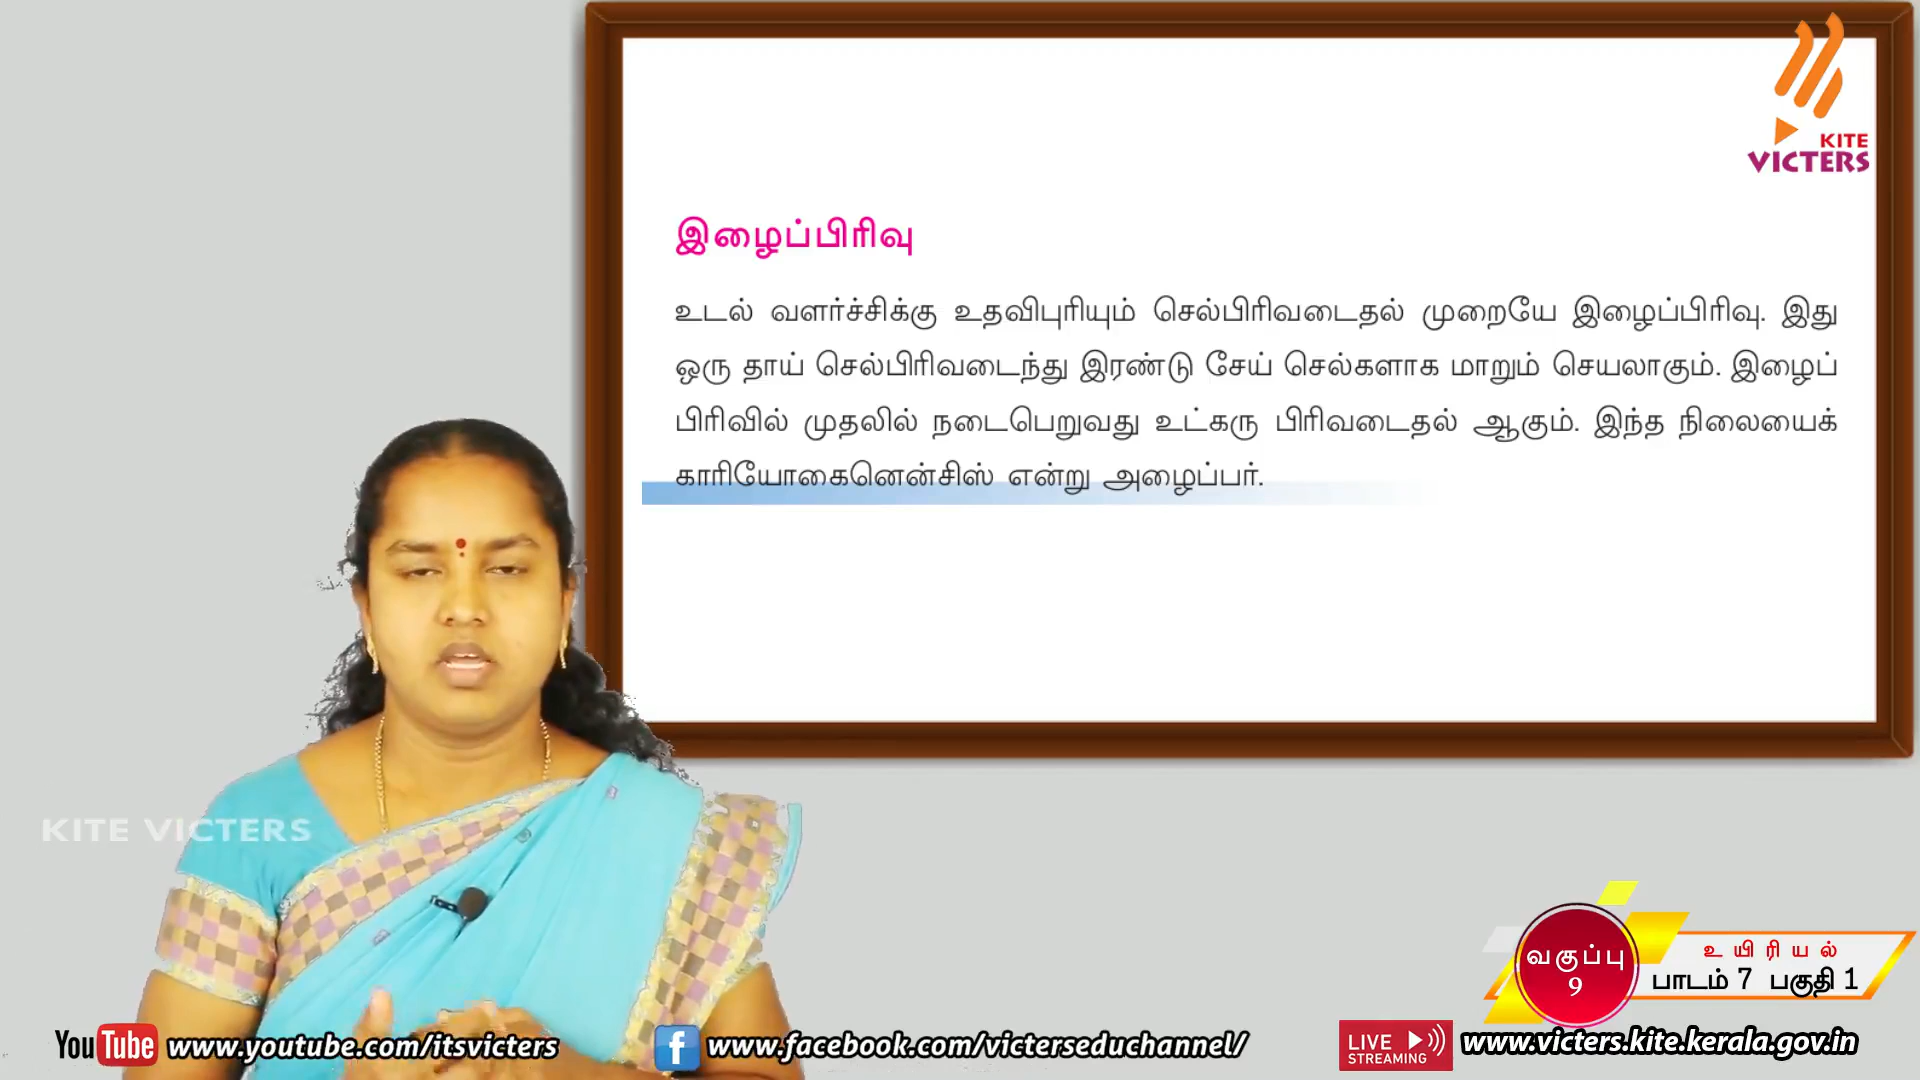 KITE
VICTERS
இழைப்பிரிவு
உடல் வளர்ச்சிக்கு உதவிபுரியும் செல்பிரிவடைதல் முறையே இழைப்பிரிவு. இது
ஒரு தாய் செல்பிரிவடைந்து இரண்டு சேய் செல்களாக மாறும் செயலாகும். இழைப்
பிரிவில் முதலில் நடைபெறுவது உட்கரு பிரிவடைதல் ஆகும். இந்த நிலையைக்
காரியோகைனென்சிஸ் என்று அழைப்பர்.
KITE VICTERS
வகுப்பு
9
உயிரியல்
பாடம் 7 பகுதி 1
YouTube www.youtube.com/itsvicters
f www.facebook.com/victerseduchannel/
LIVE
STREAMING
www.victers.kite.kerala.gov.in